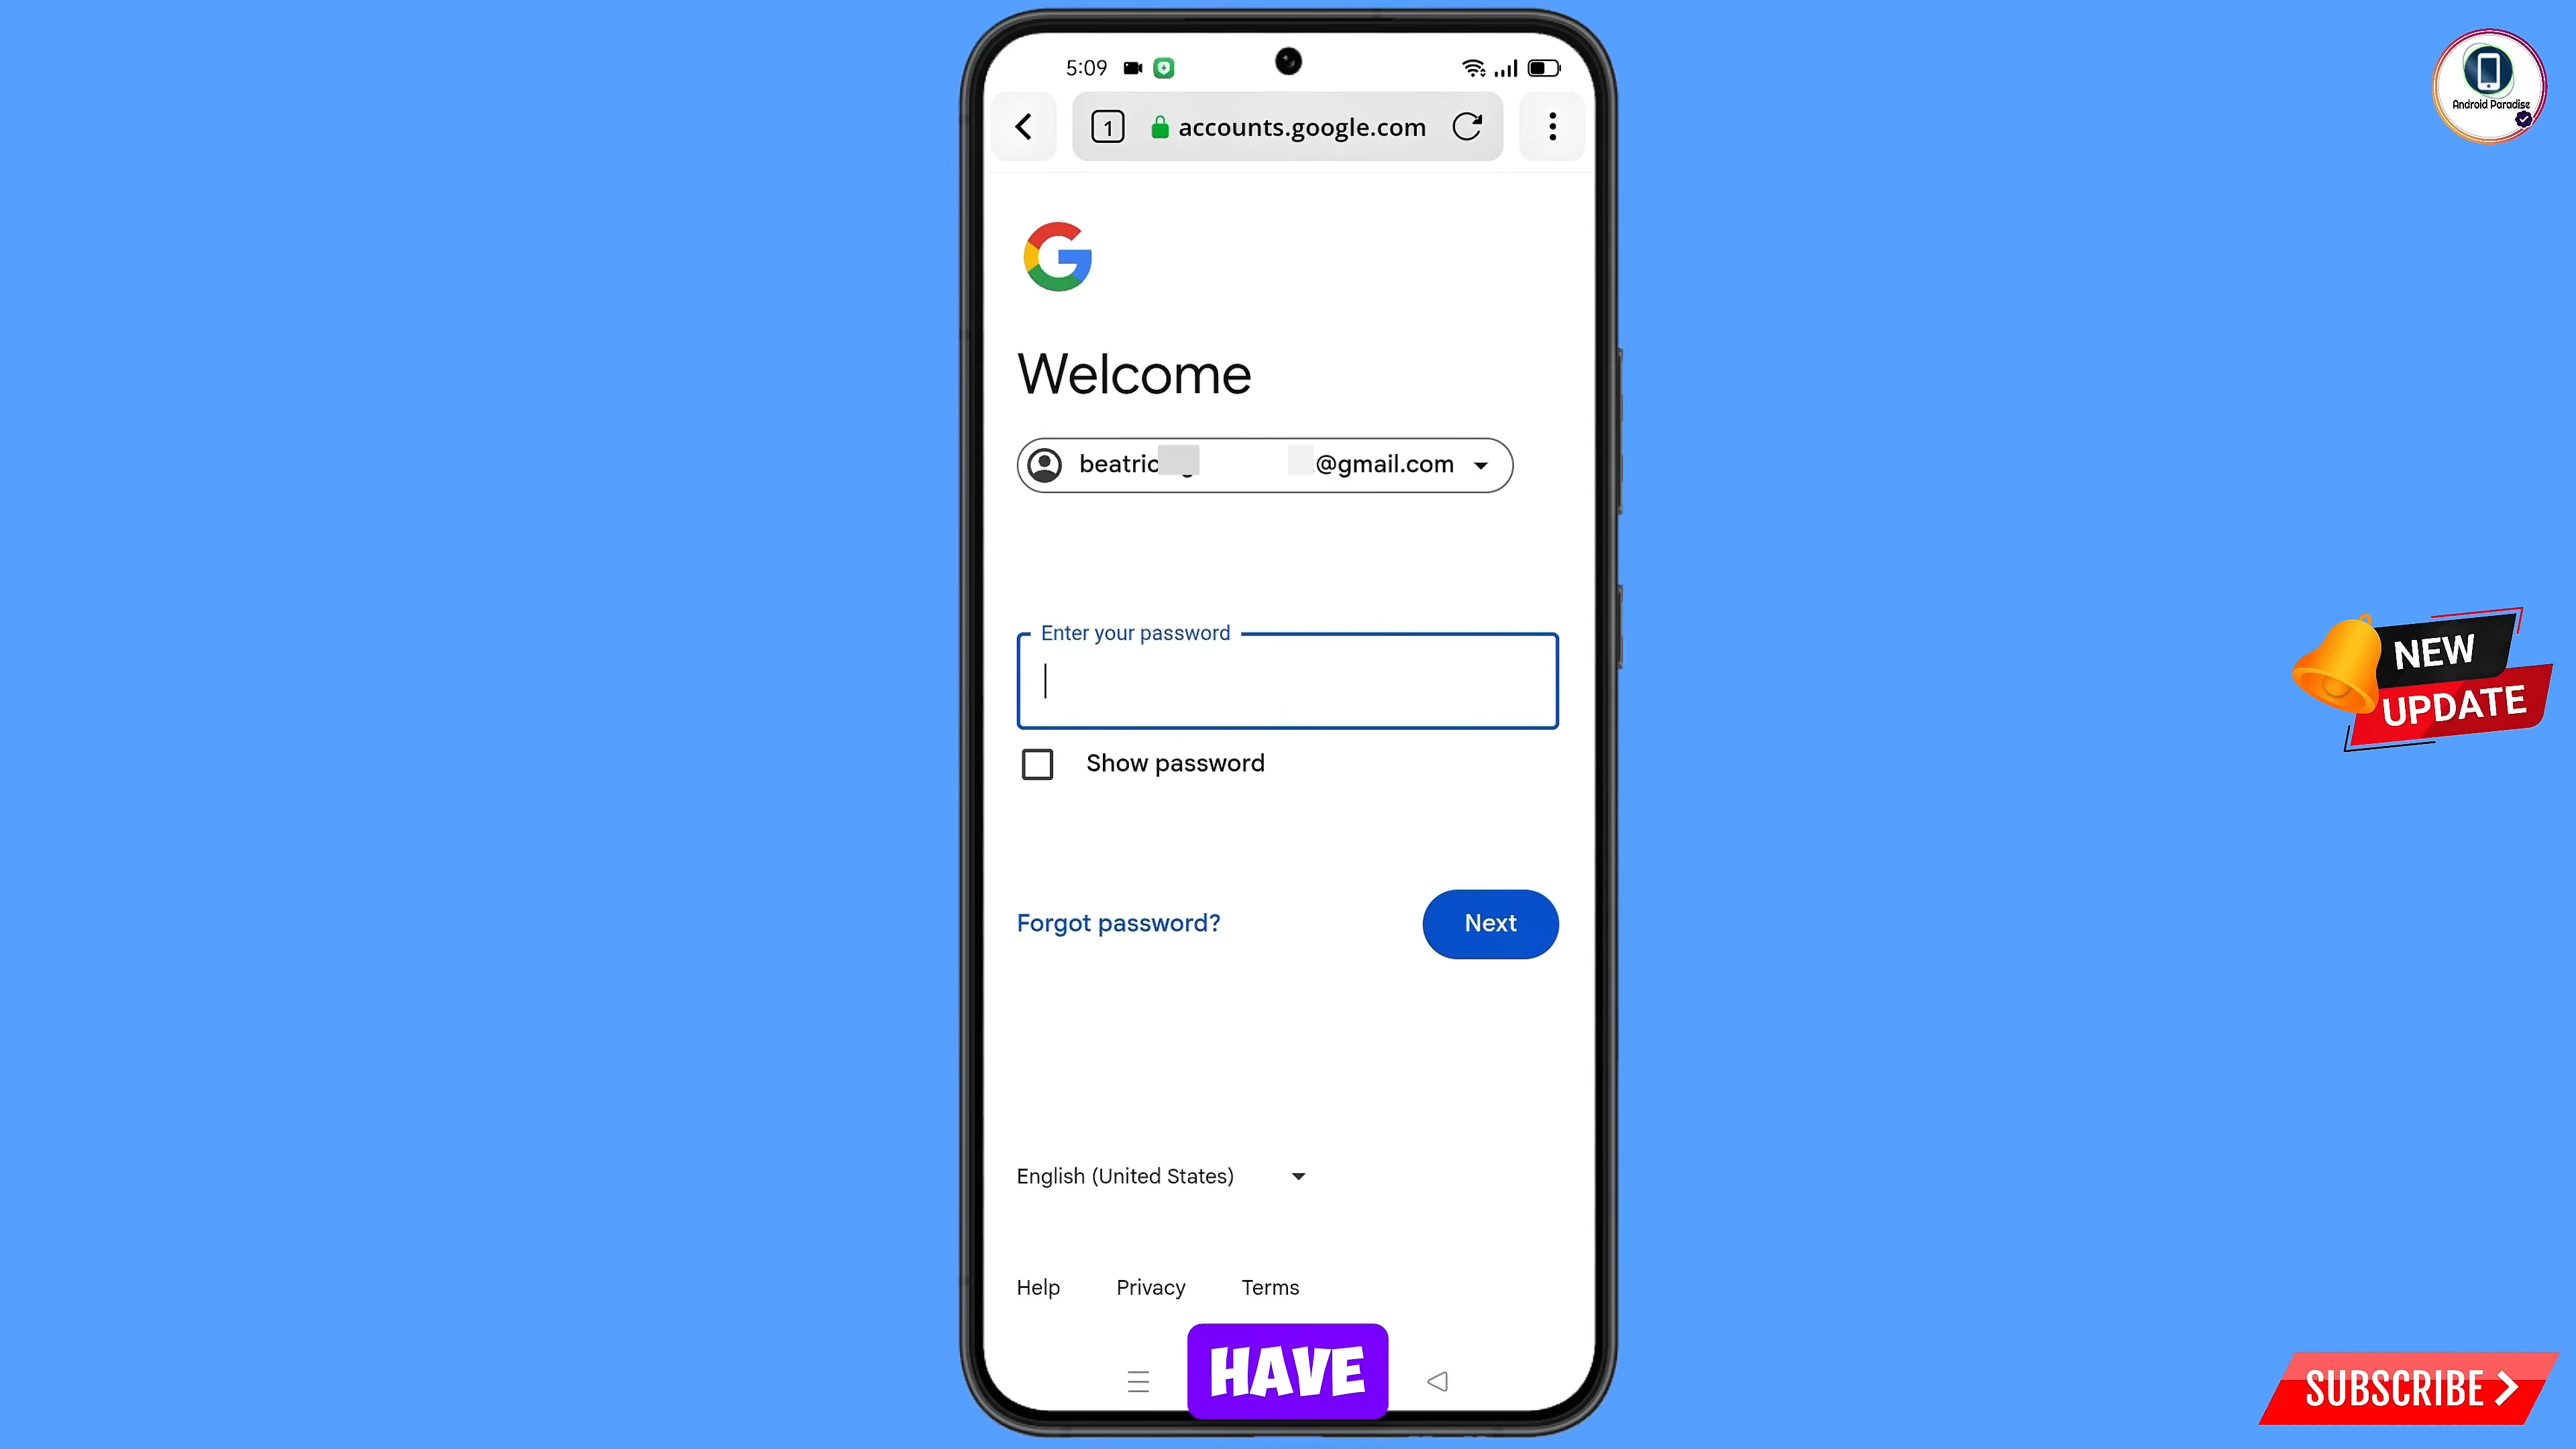 5:09
1 accounts.google.com
Android Paradise
Welcome
beatric @gmail.com
Enter your password
Show password
Forgot password?
Next
NEW
UPDATE
English (United States)
Help Privacy Terms
HAVE
SUBSCRIBE